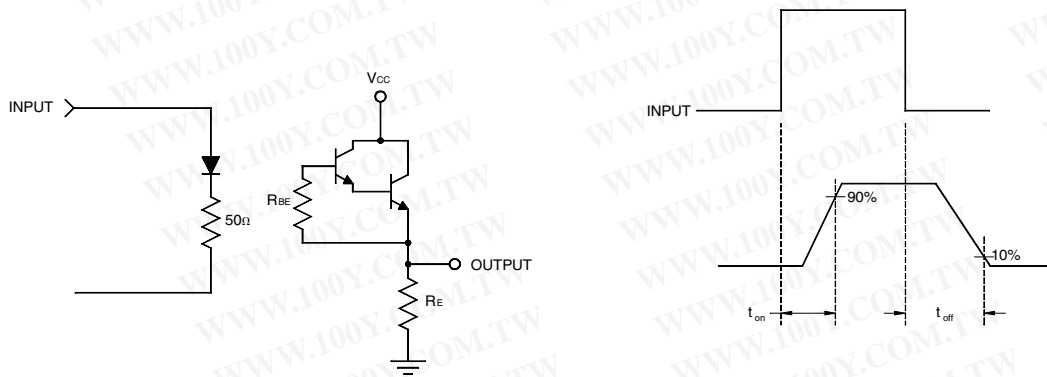 INPUT
50Ω
VCC
RBE
OUTPUT
RE
INPUT
90%
10%
ton
toff
WWW.100Y.COM.TW